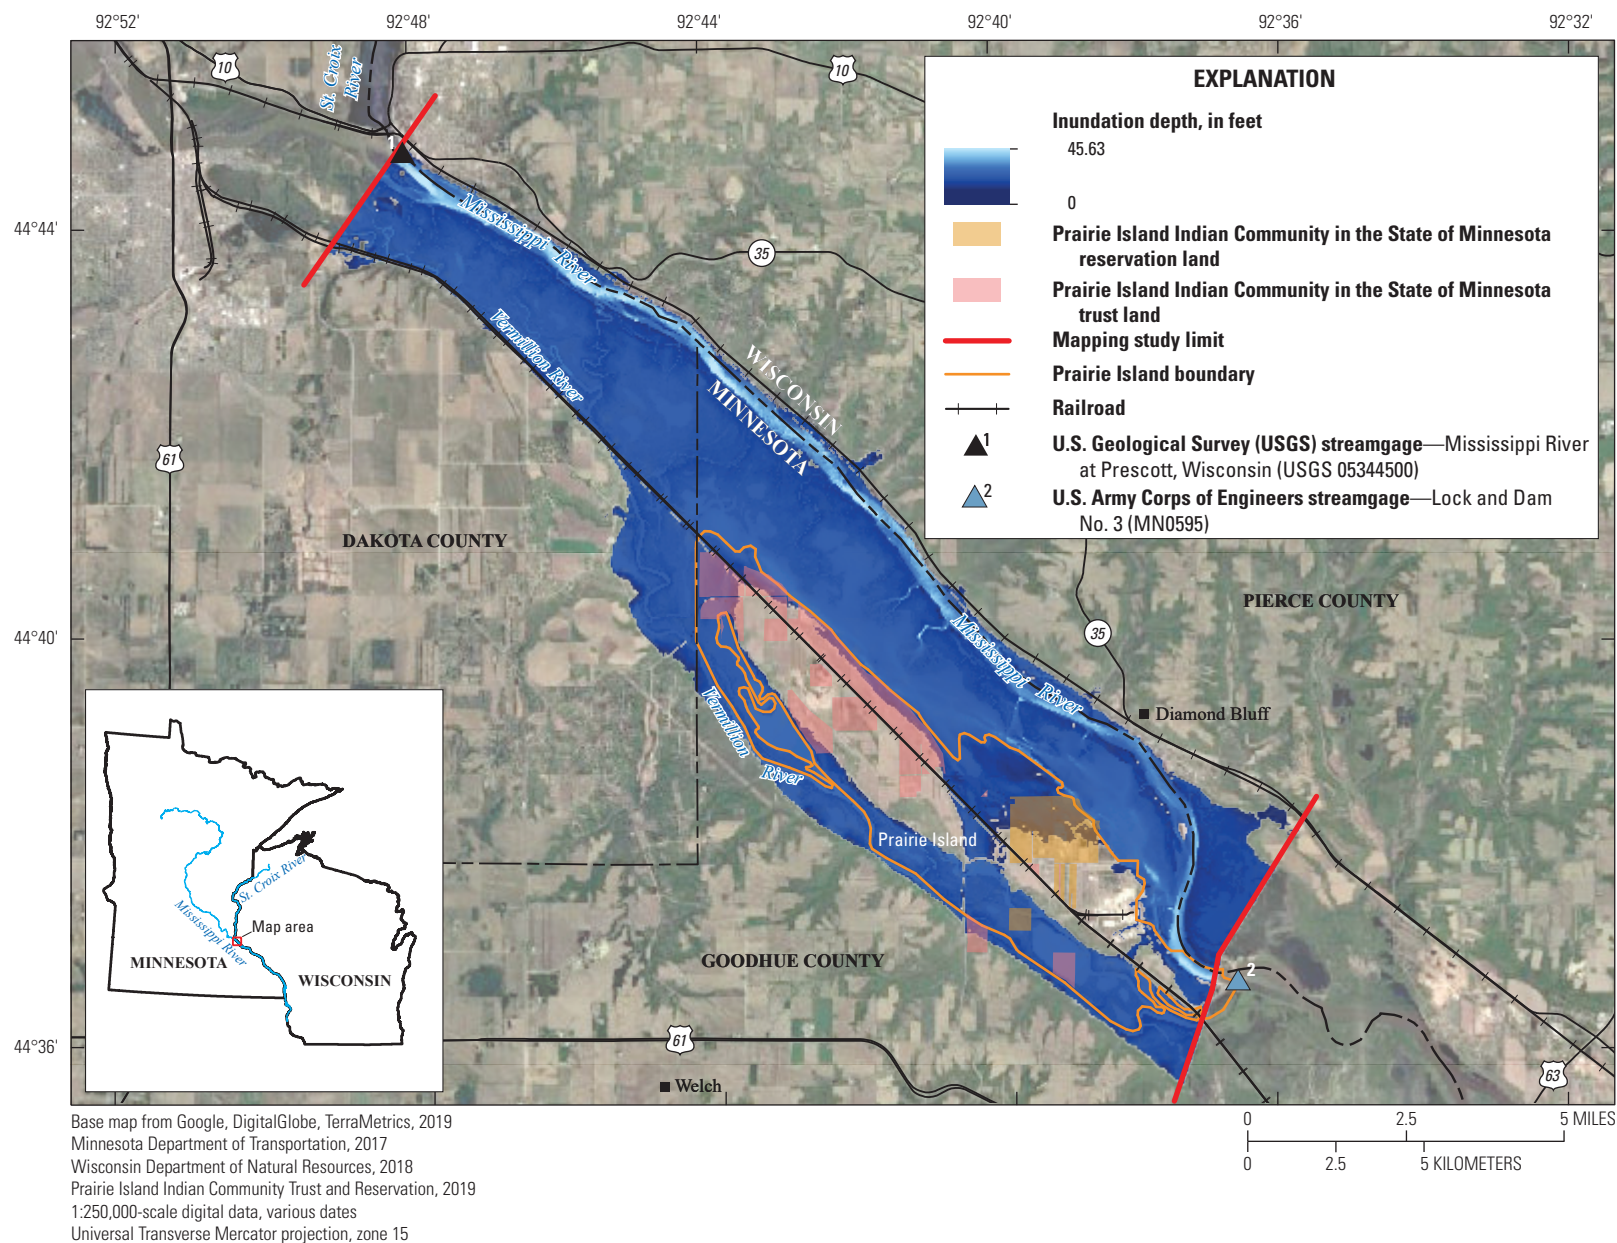 92°52'
92°48'
92°44'
92°40'
92°36'
92°32'
44°44'
44°40'
44°36'
10
St. Croix
River
10
1
Mississippi River
35
Vermillion River
WISCONSIN
MINNESOTA
61
DAKOTA COUNTY
PIERCE COUNTY
35
Mississippi River
Diamond Bluff
Vermillion River
Prairie Island
GOODHUE COUNTY
2
61
Welch
63
EXPLANATION
Inundation depth, in feet
45.63
0
Prairie Island Indian Community in the State of Minnesota
reservation land
Prairie Island Indian Community in the State of Minnesota
trust land
Mapping study limit
Prairie Island boundary
Railroad
1
U.S. Geological Survey (USGS) streamgage—Mississippi River
at Prescott, Wisconsin (USGS 05344500)
2
U.S. Army Corps of Engineers streamgage—Lock and Dam
No. 3 (MN0595)
St. Croix River
Mississippi River
Map area
MINNESOTA
WISCONSIN
Base map from Google, DigitalGlobe, TerraMetrics, 2019
Minnesota Department of Transportation, 2017
Wisconsin Department of Natural Resources, 2018
Prairie Island Indian Community Trust and Reservation, 2019
1:250,000-scale digital data, various dates
Universal Transverse Mercator projection, zone 15
0 2.5 5 MILES
0 2.5 5 KILOMETERS